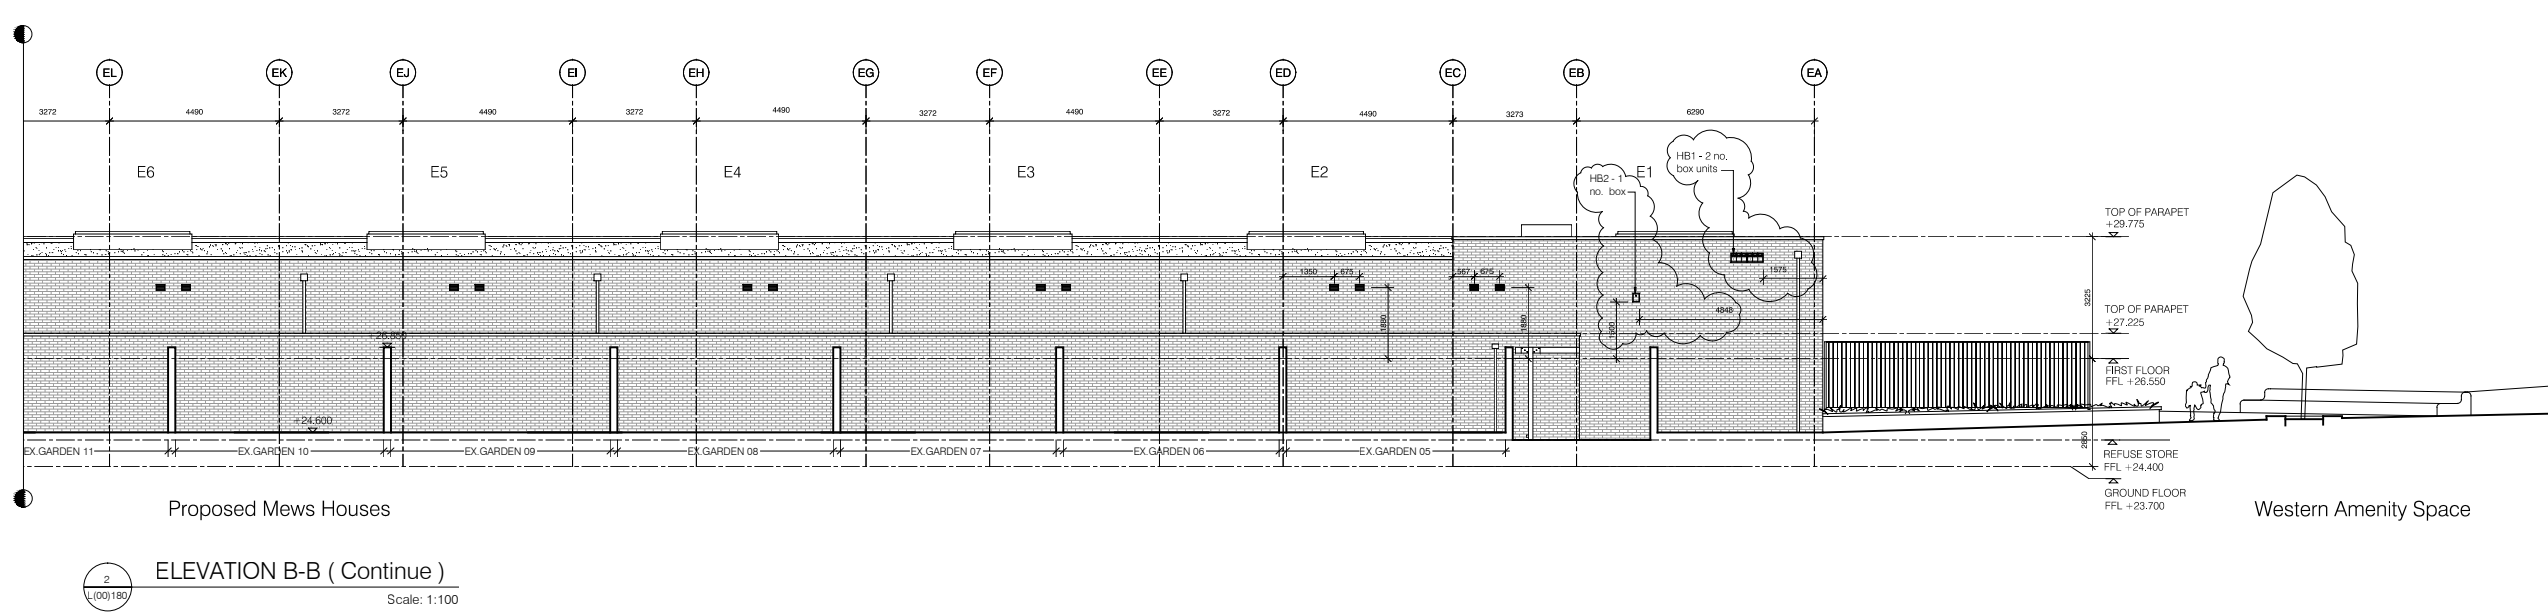 EL EK EJ EI EH EG EF EE ED EC EB EA
3272 4490 3272 4490 3272 4490 3272 4490 3272 4490 3273 6290
E6 E5 E4 E3 E2 E1
HB1 - 2 no.
box units
HB2 - 1
no. box
TOP OF PARAPET
+29.775
1350 675 567 675 1575
3225
TOP OF PARAPET
+27.225
4848
1880 1880
FIRST FLOOR
FFL +26.550
+24.600
2850
EX.GARDEN 11 EX.GARDEN 10 EX.GARDEN 09 EX.GARDEN 08 EX.GARDEN 07 EX.GARDEN 06 EX.GARDEN 05
REFUSE STORE
FFL +24.400
GROUND FLOOR
FFL +23.700
Proposed Mews Houses
Western Amenity Space
2
L(00)180
ELEVATION B-B ( Continue )
Scale: 1:100